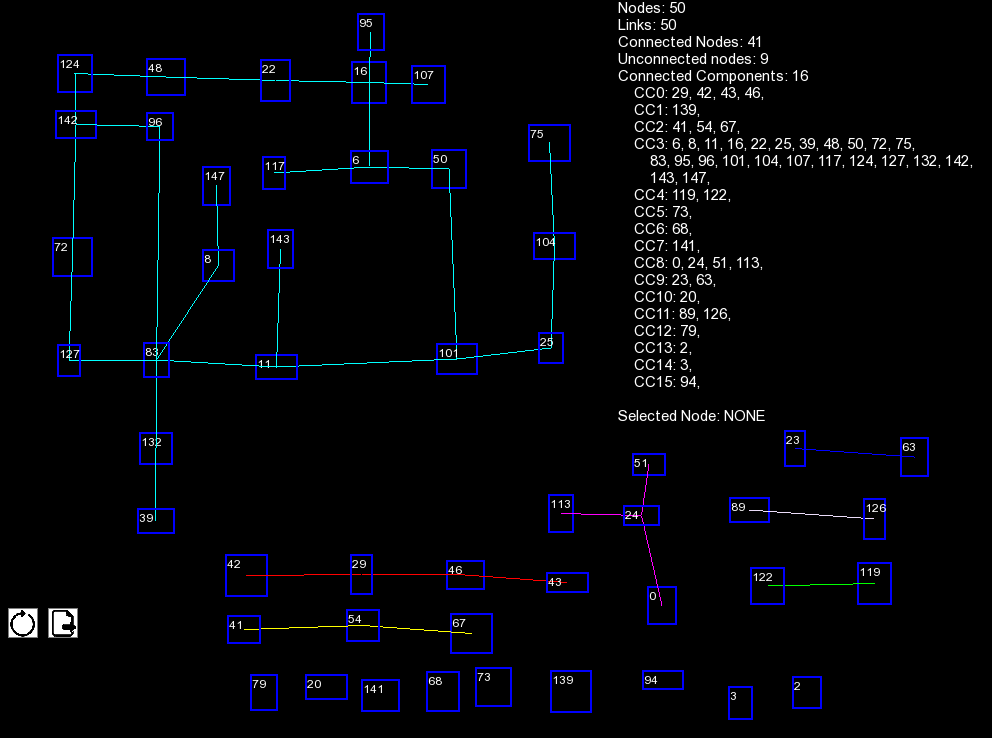 Nodes: 50
Links: 50
Connected Nodes: 41
Unconnected nodes: 9
Connected Components: 16
CC0: 29, 42, 43, 46,
CC1: 139,
CC2: 41, 54, 67,
CC3: 6, 8, 11, 16, 22, 25, 39, 48, 50, 72, 75,
83, 95, 96, 101, 104, 107, 117, 124, 127, 132, 142,
143, 147,
CC4: 119, 122,
CC5: 73,
CC6: 68,
CC7: 141,
CC8: 0, 24, 51, 113,
CC9: 23, 63,
CC10: 20,
CC11: 89, 126,
CC12: 79,
CC13: 2,
CC14: 3,
CC15: 94,
Selected Node: NONE
95
124
48
22
16
107
142
96
75
117
6
50
147
143
72
8
104
127
83
11
101
25
132
39
23
63
51
113
24
89
126
42
29
46
43
122
119
0
41
54
67
79
20
141
68
73
139
94
3
2